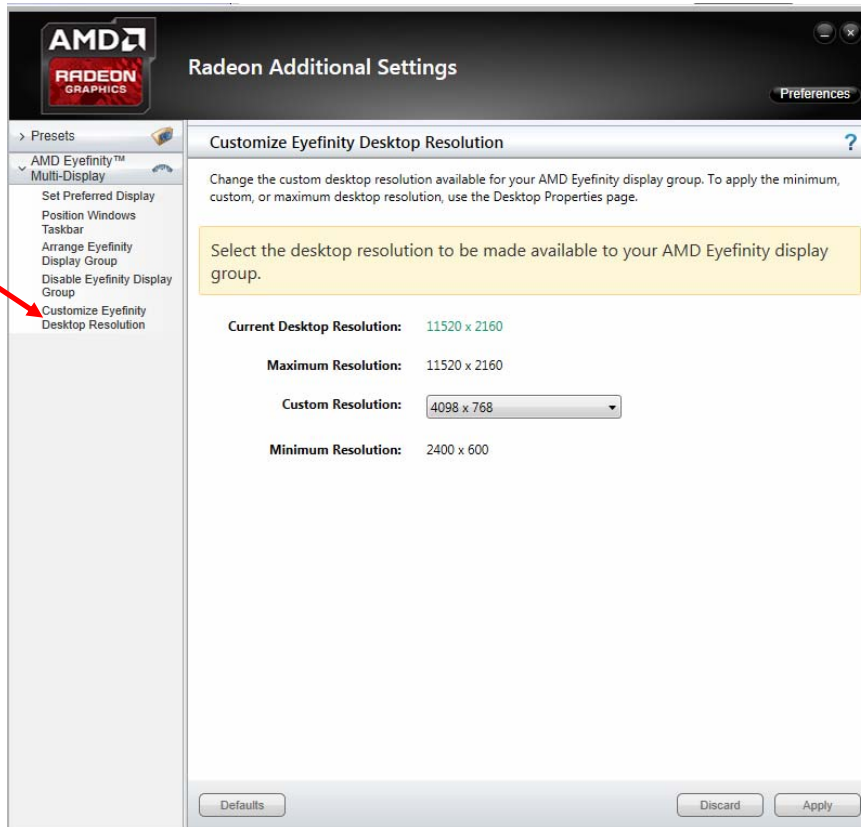 AMD
RADEON
GRAPHICS
Radeon Additional Settings
Preferences
Presets
AMD Eyefinity™
Multi-Display
Set Preferred Display
Position Windows
Taskbar
Arrange Eyefinity
Display Group
Disable Eyefinity Display
Group
Customize Eyefinity
Desktop Resolution
Customize Eyefinity Desktop Resolution
?
Change the custom desktop resolution available for your AMD Eyefinity display group. To apply the minimum,
custom, or maximum desktop resolution, use the Desktop Properties page.
Select the desktop resolution to be made available to your AMD Eyefinity display
group.
Current Desktop Resolution: 11520 x 2160
Maximum Resolution: 11520 x 2160
Custom Resolution: 4098 x 768
Minimum Resolution: 2400 x 600
Defaults Discard Apply